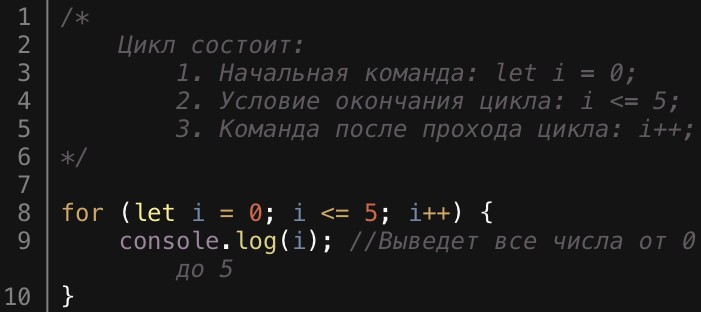 1 /*
2 Цикл состоит:
3 1. Начальная команда: let i = 0;
4 2. Условие окончания цикла: i <= 5;
5 3. Команда после прохода цикла: i++;
6 */
7
8 for (let i = 0; i <= 5; i++) {
9 console.log(i); //Выведет все числа от 0
до 5
10 }